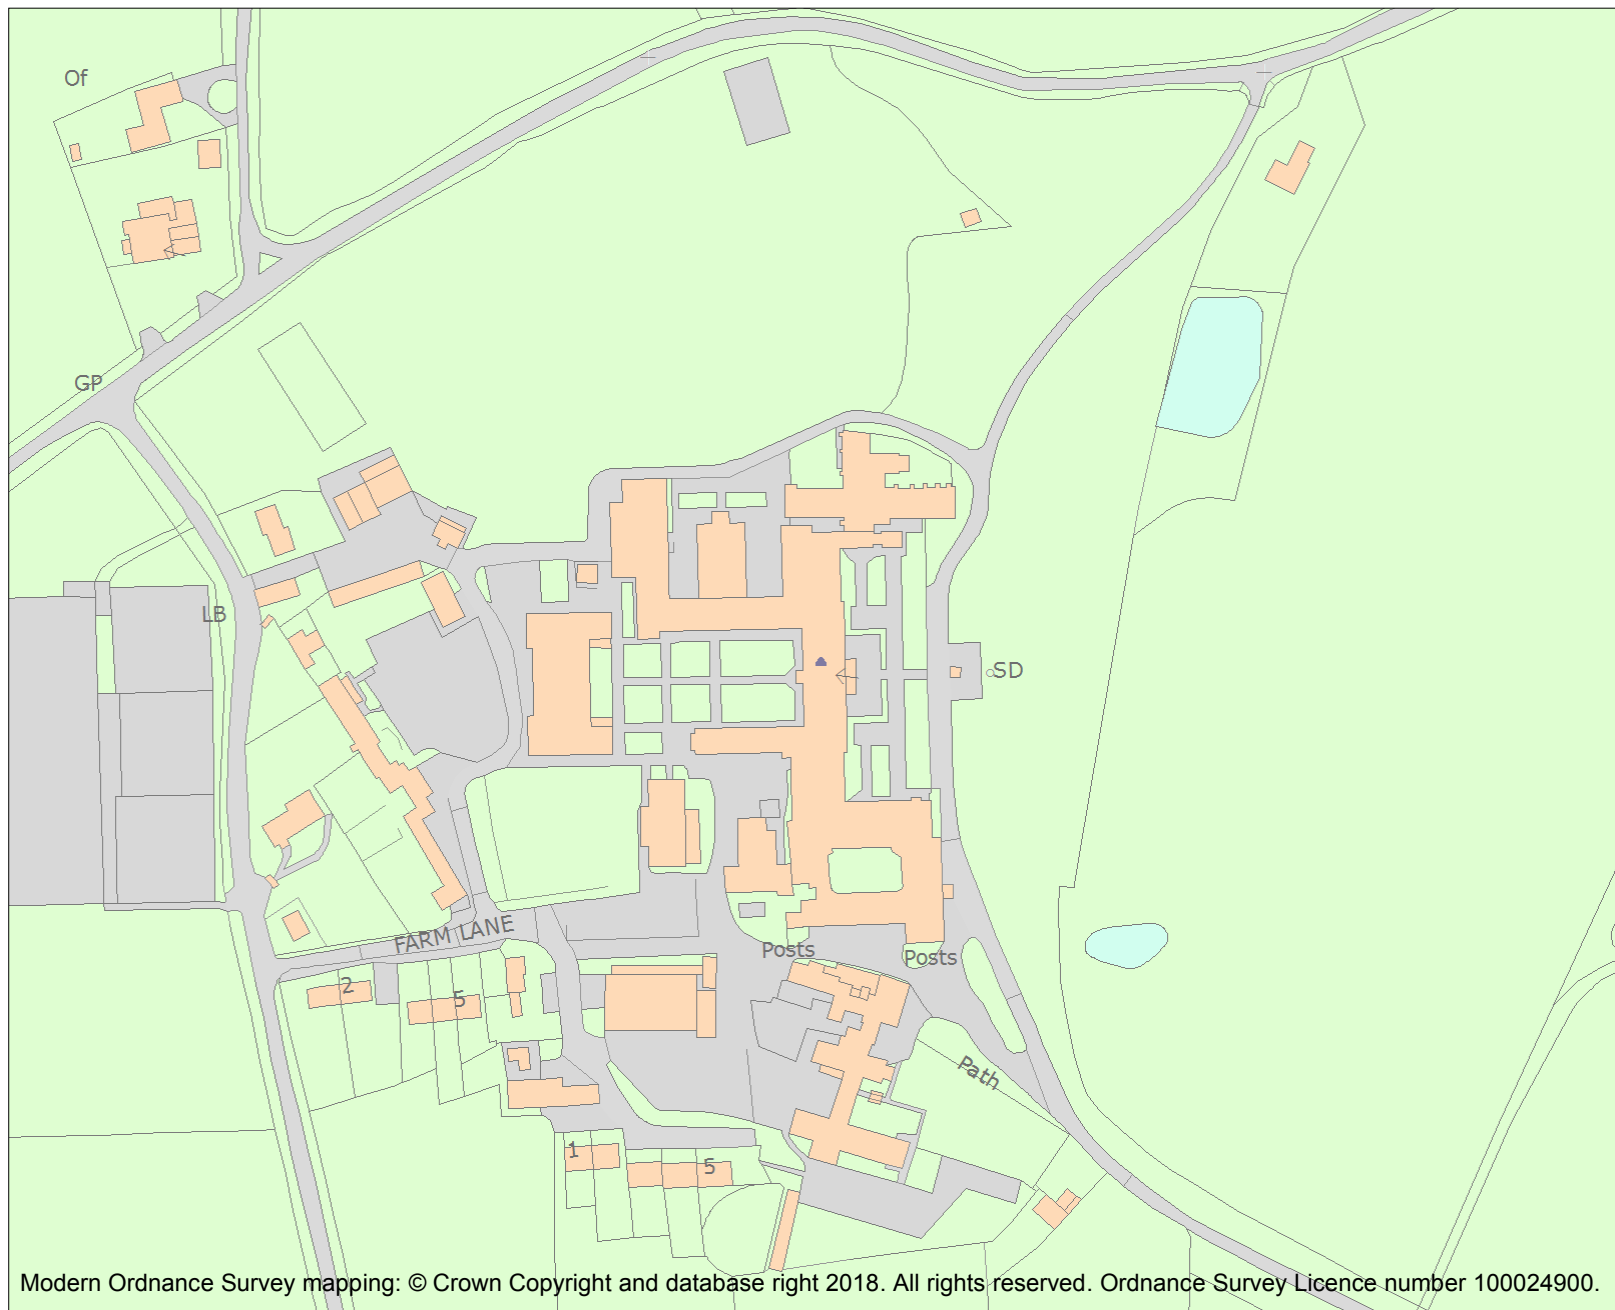 Of
GP
LB
SD
FARM LANE
Posts
Posts
2
5
Path
1
5
Modern Ordnance Survey mapping: © Crown Copyright and database right 2018. All rights reserved. Ordnance Survey Licence number 100024900.